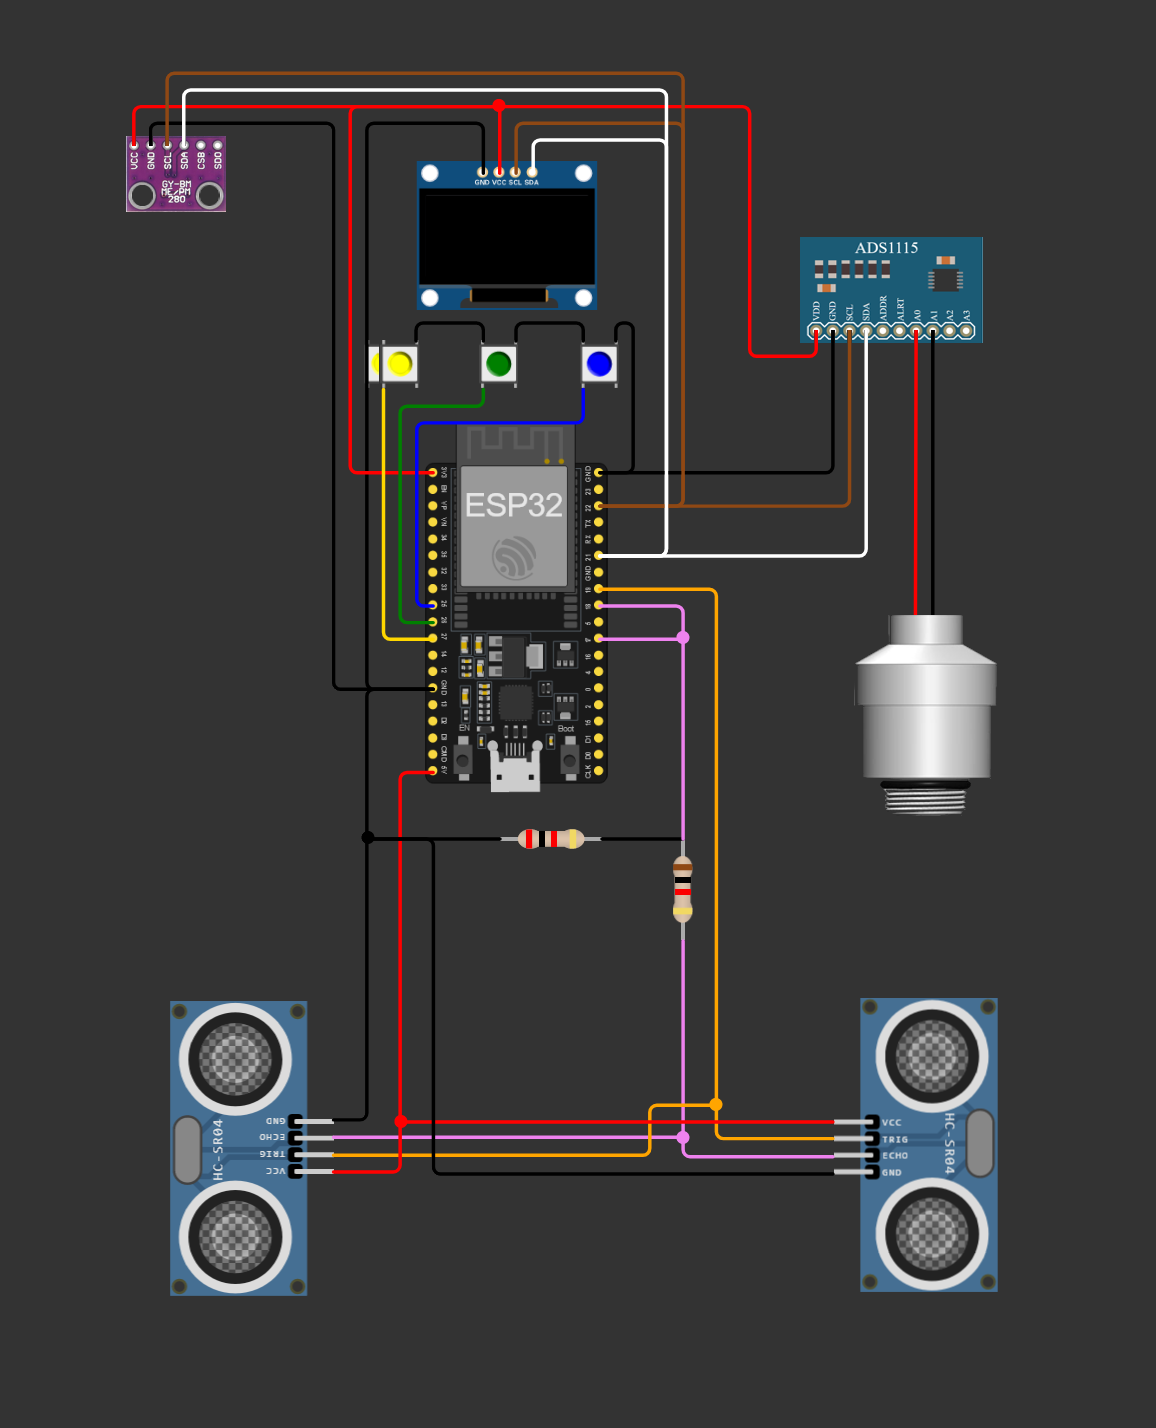 VCC GND SCL SDA CSB SDO
GY-BM
ME/PM
280
GND VCC SCL SDA
ADS1115
VDD GND SCL SDA ADDR ALRT A0 A1 A2 A3
ESP32
3V3
EN
VP
VN
34
35
32
33
25
26
27
14
12
GND
13
D2
D3
CMD
5V
GND
23
22
TX
RX
21
GND
19
18
5
17
16
4
0
2
15
D1
D0
CLK
EN
Boot
HC-SR04
GND
ECHO
TRIG
VCC
HC-SR04
VCC
TRIG
ECHO
GND